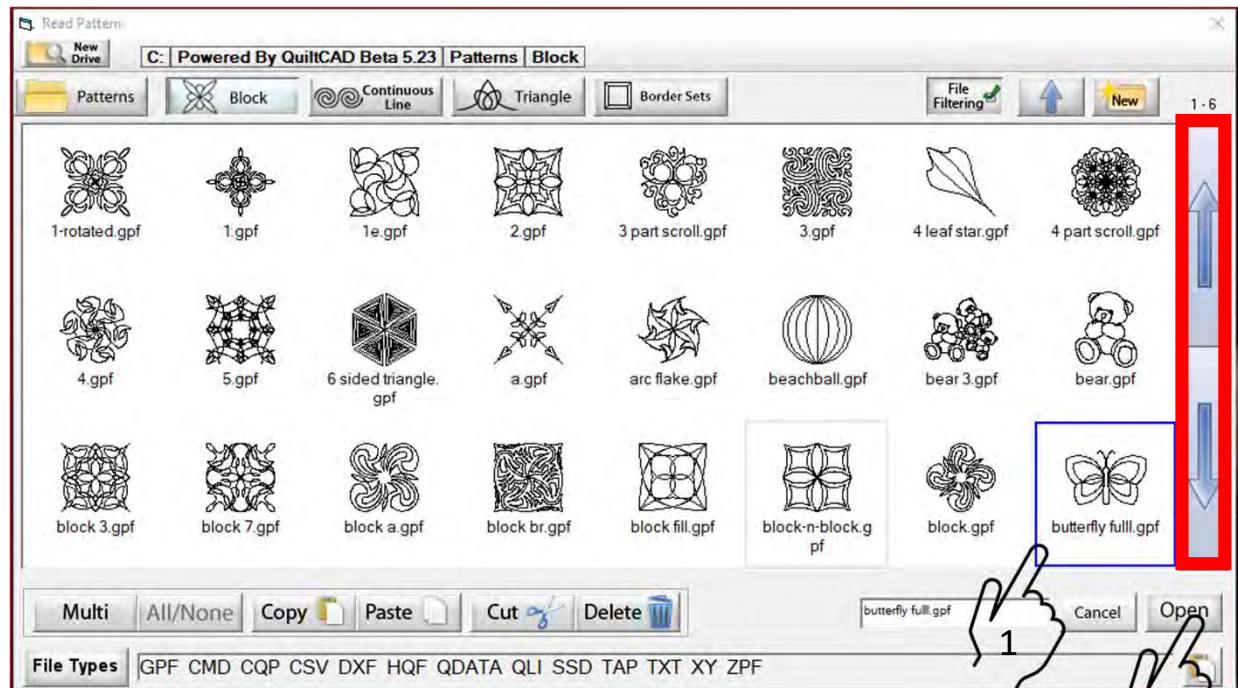 Read Pattern
New Drive
C: Powered By QuiltCAD Beta 5.23 Patterns Block
Patterns Block Continuous Line Triangle Border Sets File Filtering New 1 - 6
1-rotated.gpf 1.gpf 1e.gpf 2.gpf 3 part scroll.gpf 3.gpf 4 leaf star.gpf 4 part scroll.gpf
4.gpf 5.gpf 6 sided triangle.gpf a.gpf arc flake.gpf beachball.gpf bear 3.gpf bear.gpf
block 3.gpf block 7.gpf block a.gpf block br.gpf block fill.gpf block-n-block.gpf block.gpf butterfly fulll.gpf
Multi All/None Copy Paste Cut Delete butterfly fulll.gpf Cancel Open
1
File Types GPF CMD CQP CSV DXF HQF QDATA QLI SSD TAP TXT XY ZPF